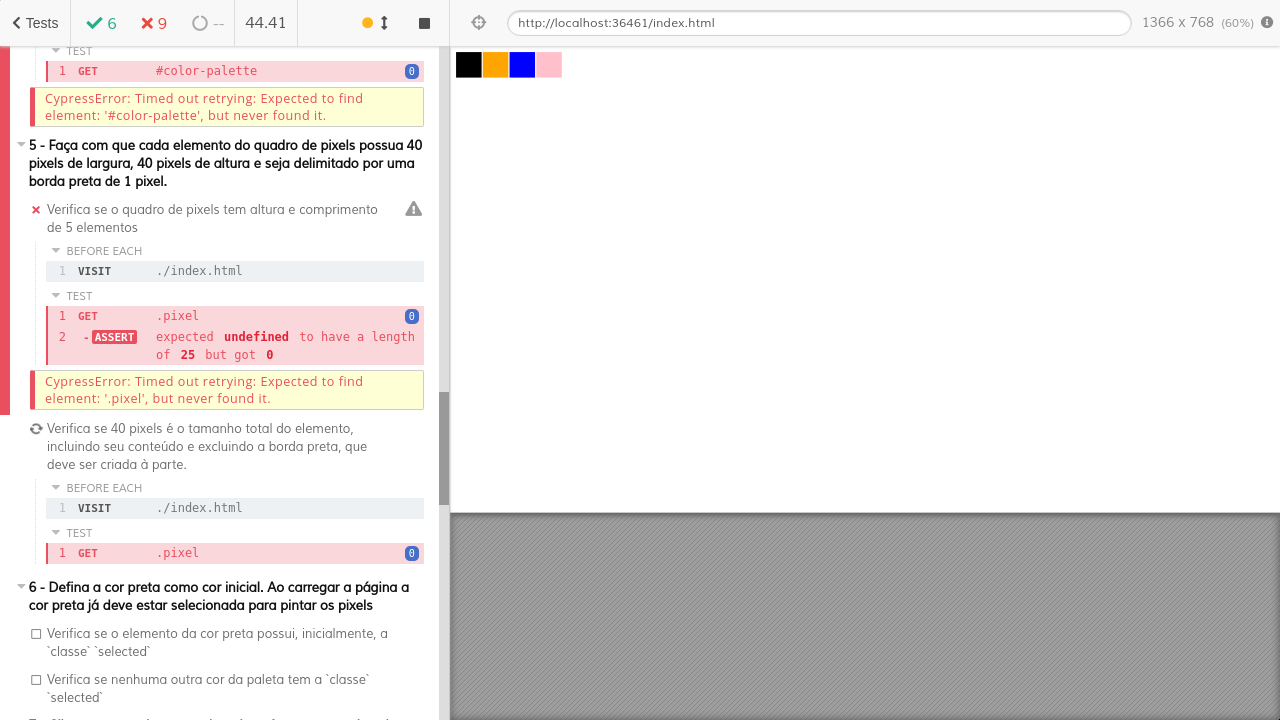 Tests
6
9
--
44.41
http://localhost:36461/index.html
1366 x 768 (60%)
TEST
1 GET #color-palette 0
CypressError: Timed out retrying: Expected to find
element: '#color-palette', but never found it.
5 - Faça com que cada elemento do quadro de pixels possua 40
pixels de largura, 40 pixels de altura e seja delimitado por uma
borda preta de 1 pixel.
Verifica se o quadro de pixels tem altura e comprimento
de 5 elementos
BEFORE EACH
1 VISIT ./index.html
TEST
1 GET .pixel 0
2 -ASSERT expected undefined to have a length
of 25 but got 0
CypressError: Timed out retrying: Expected to find
element: '.pixel', but never found it.
Verifica se 40 pixels é o tamanho total do elemento,
incluindo seu conteúdo e excluindo a borda preta, que
deve ser criada à parte.
BEFORE EACH
1 VISIT ./index.html
TEST
1 GET .pixel 0
6 - Defina a cor preta como cor inicial. Ao carregar a página a
cor preta já deve estar selecionada para pintar os pixels
Verifica se o elemento da cor preta possui, inicialmente, a
`classe` `selected`
Verifica se nenhuma outra cor da paleta tem a `classe`
`selected`